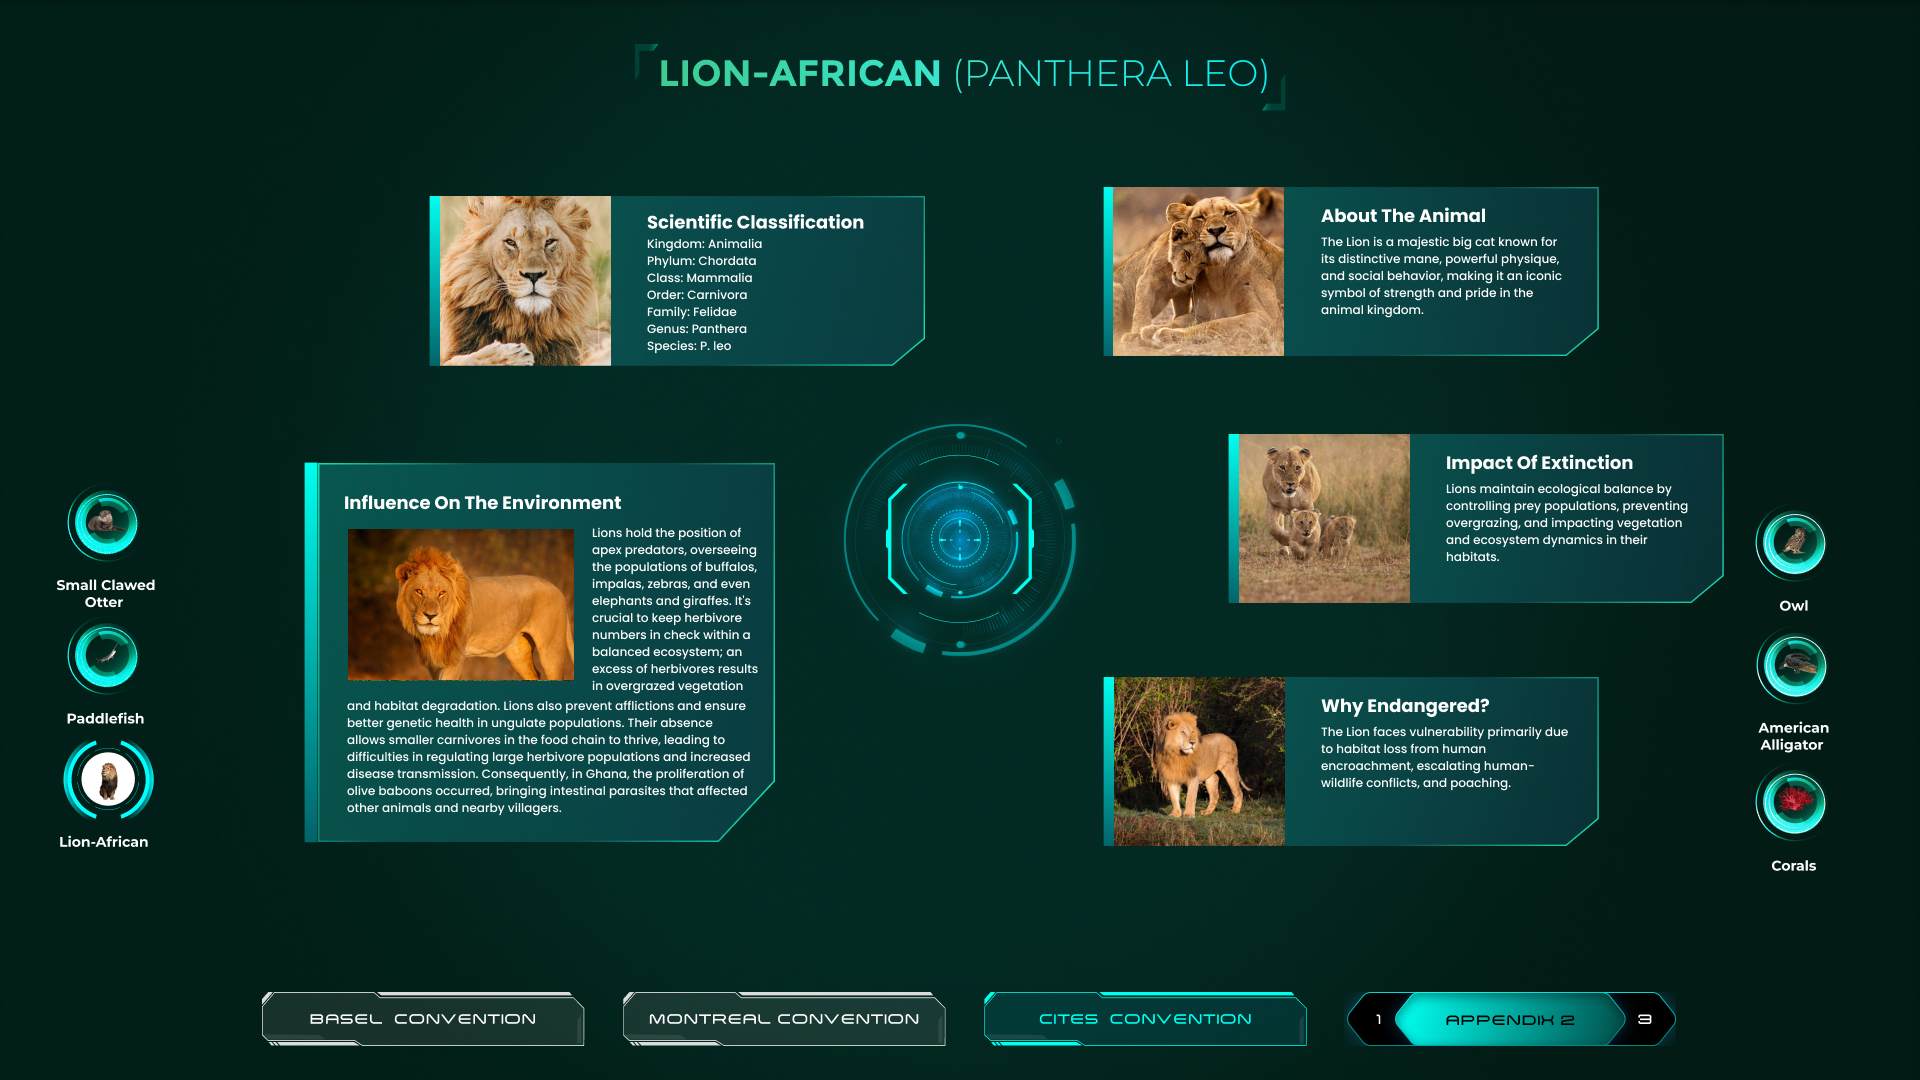 LION-AFRICAN (PANTHERA LEO)
Scientific Classification
Kingdom: Animalia
Phylum: Chordata
Class: Mammalia
Order: Carnivora
Family: Felidae
Genus: Panthera
Species: P. leo
About The Animal
The Lion is a majestic big cat known for
its distinctive mane, powerful physique,
and social behavior, making it an iconic
symbol of strength and pride in the
animal kingdom.
Influence On The Environment
Lions hold the position of
apex predators, overseeing
the populations of buffalos,
impalas, zebras, and even
elephants and giraffes. It's
crucial to keep herbivore
numbers in check within a
balanced ecosystem; an
excess of herbivores results
in overgrazed vegetation
and habitat degradation. Lions also prevent afflictions and ensure
better genetic health in ungulate populations. Their absence
allows smaller carnivores in the food chain to thrive, leading to
difficulties in regulating large herbivore populations and increased
disease transmission. Consequently, in Ghana, the proliferation of
olive baboons occurred, bringing intestinal parasites that affected
other animals and nearby villagers.
Impact Of Extinction
Lions maintain ecological balance by
controlling prey populations, preventing
overgrazing, and impacting vegetation
and ecosystem dynamics in their
habitats.
Why Endangered?
The Lion faces vulnerability primarily due
to habitat loss from human
encroachment, escalating human-
wildlife conflicts, and poaching.
Small Clawed
Otter
Paddlefish
Lion-African
Owl
American
Alligator
Corals
BASEL CONVENTION
MONTREAL CONVENTION
CITES CONVENTION
1
APPENDIX 2
3